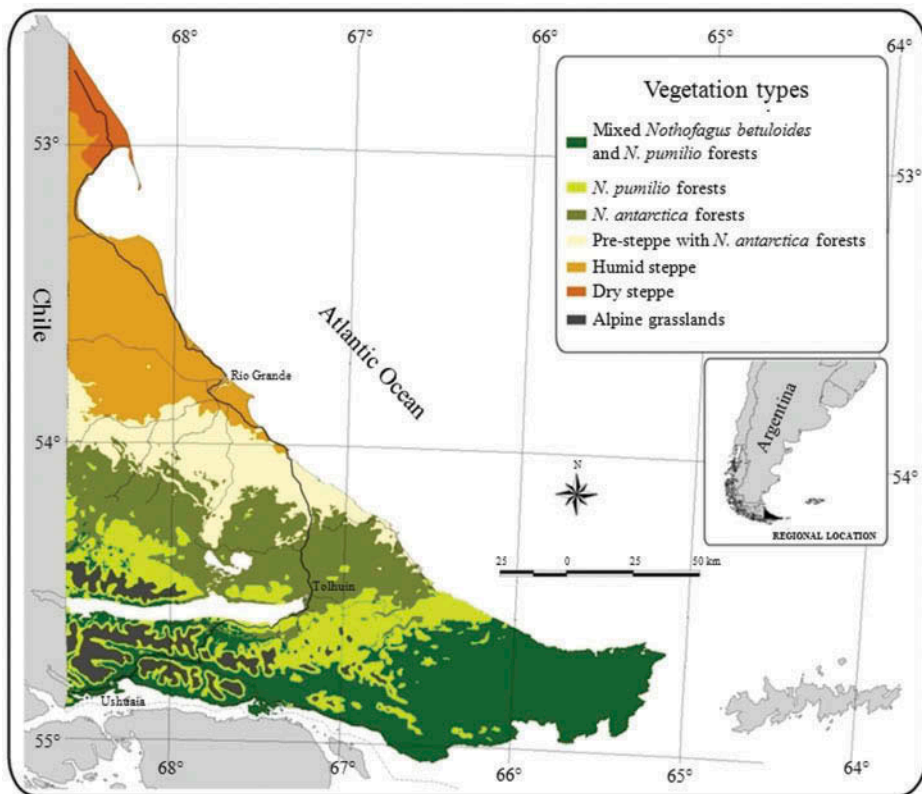 68°
67°
66°
65°
64°
Vegetation types
Mixed Nothofagus betuloides
and N. pumilio forests
N. pumilio forests
N. antarctica forests
Pre-steppe with N. antarctica forests
Humid steppe
Dry steppe
Alpine grasslands
53°
53°
Chile
Atlantic Ocean
Rio Grande
Argentina
REGIONAL LOCATION
54°
54°
N
25 0 25 50 km
Tolhuin
Ushuaia
55°
68°
67°
66°
65°
64°